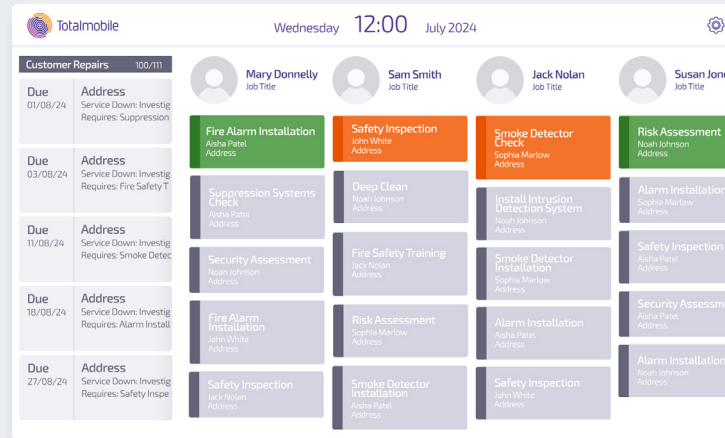 Totalmobile
Wednesday 12:00 July 2024
Customer Repairs 100/111
Due Address
01/08/24 Service Down: Investig
Requires: Suppression
Due Address
03/08/24 Service Down: Investig
Requires: Fire Safety T
Due Address
11/08/24 Service Down: Investig
Requires: Smoke Detec
Due Address
18/08/24 Service Down: Investig
Requires: Alarm Install
Due Address
27/08/24 Service Down: Investig
Requires: Safety Inspe
Mary Donnelly
Job Title
Fire Alarm Installation
Aisha Patel
Address
Suppression Systems
Check
Aisha Patel
Address
Security Assessment
Noah Johnson
Address
Fire Alarm
Installation
John White
Address
Safety Inspection
Jack Nolan
Address
Sam Smith
Job Title
Safety Inspection
John White
Address
Deep Clean
Noah Johnson
Address
Fire Safety Training
Jack Nolan
Address
Risk Assessment
Sophia Marlow
Address
Smoke Detector
Installation
Aisha Patel
Address
Jack Nolan
Job Title
Smoke Detector
Check
Sophia Marlow
Address
Install Intrusion
Detection System
Noah Johnson
Address
Smoke Detector
Installation
Sophia Marlow
Address
Alarm Installation
Aisha Patel
Address
Safety Inspection
John White
Address
Susan Jon
Job Title
Risk Assessment
Noah Johnson
Address
Alarm Installation
Sophia Marlow
Address
Safety Inspection
Aisha Patel
Address
Security Assessm
Aisha Patel
Address
Alarm Installation
Noah Johnson
Address